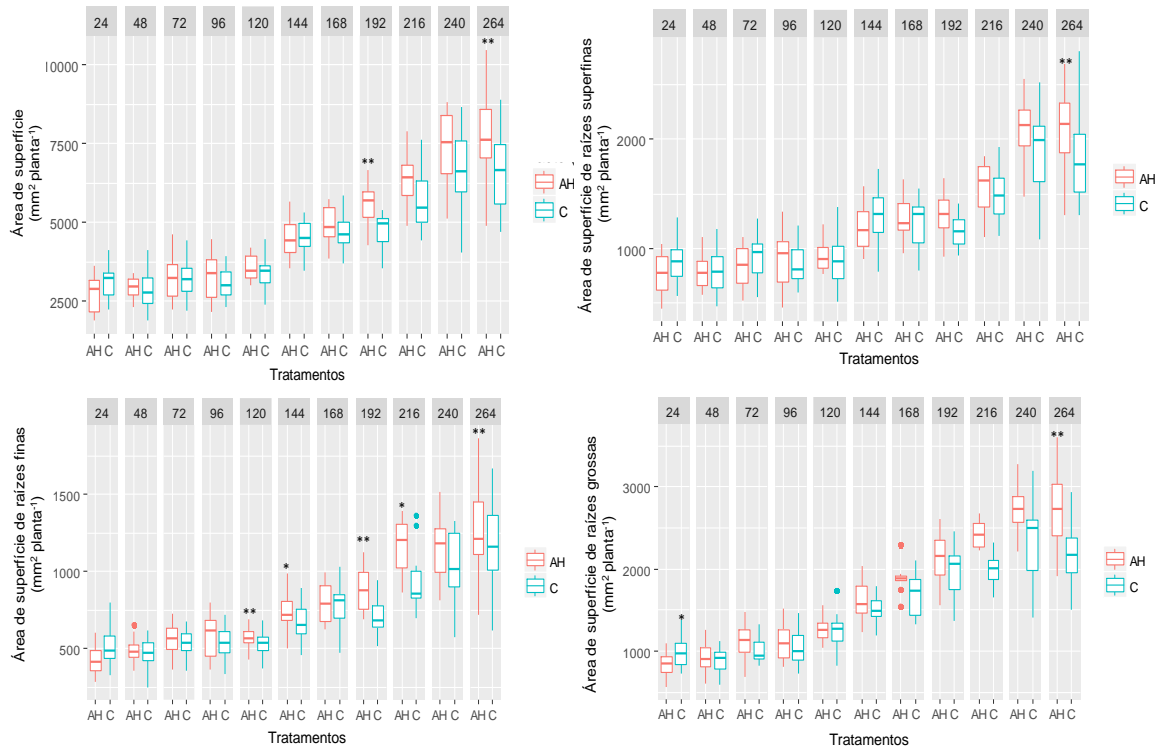 24 48 72 96 120 144 168 192 216 240 264
**
**
10000
7500
5000
2500
Área de superfície
(mm² planta⁻¹)
AH C AH C AH C AH C AH C AH C AH C AH C AH C AH C AH C
Tratamentos
AH
C
24 48 72 96 120 144 168 192 216 240 264
**
2000
1000
Área de superfície de raízes superfinas
(mm² planta⁻¹)
AH C AH C AH C AH C AH C AH C AH C AH C AH C AH C AH C
Tratamentos
AH
C
24 48 72 96 120 144 168 192 216 240 264
** * ** * **
1500
1000
500
Área de superfície de raízes finas
(mm² planta⁻¹)
AH C AH C AH C AH C AH C AH C AH C AH C AH C AH C AH C
Tratamentos
AH
C
24 48 72 96 120 144 168 192 216 240 264
* **
3000
2000
1000
Área de superfície de raízes grossas
(mm² planta⁻¹)
AH C AH C AH C AH C AH C AH C AH C AH C AH C AH C AH C
Tratamentos
AH
C